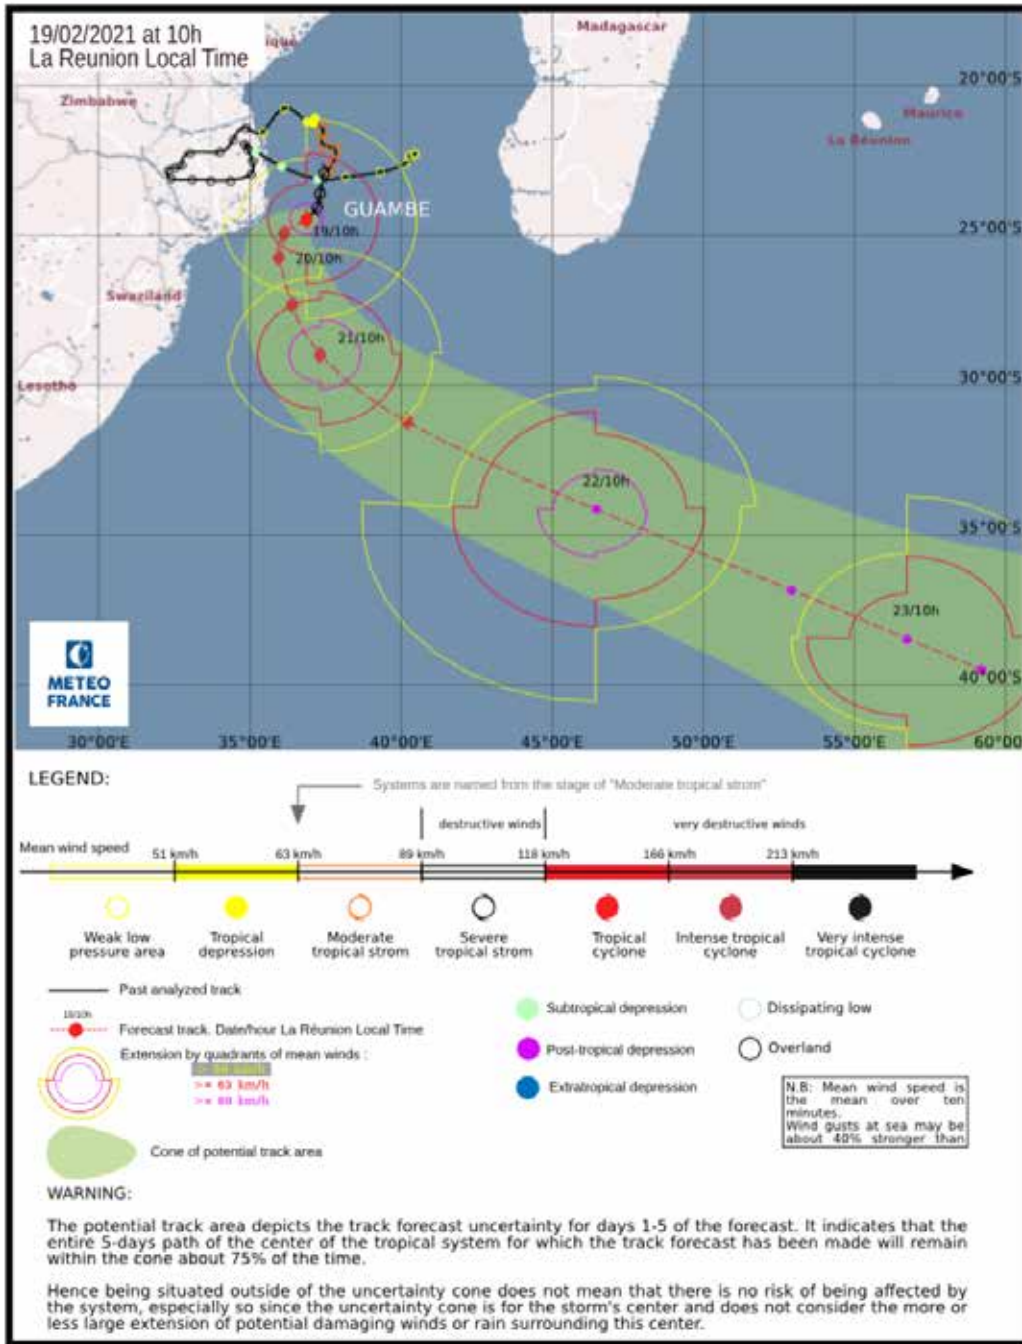 19/02/2021 at 10h
La Reunion Local Time
ique
Madagascar
20°00'S
Zimbabwe
Maurice
La Réunion
GUAMBE
19/10h
25°00'S
20/10h
Swaziland
21/10h
30°00'S
Lesotho
22/10h
35°00'S
23/10h
METEO
FRANCE
40°00'S
30°00'E 35°00'E 40°00'E 45°00'E 50°00'E 55°00'E 60°00'
LEGEND:
Systems are named from the stage of "Moderate tropical strom"
destructive winds very destructive winds
Mean wind speed 51 km/h 63 km/h 89 km/h 118 km/h 166 km/h 213 km/h
Weak low Tropical Moderate Severe Tropical Intense tropical Very intense
pressure area depression tropical strom tropical strom cyclone cyclone tropical cyclone
Past analyzed track
Subtropical depression Dissipating low
Forecast track. Date/hour La Réunion Local Time
Extension by quadrants of mean winds :
Post-tropical depression Overland
>= 63 km/h
Extratropical depression
N.B: Mean wind speed is
the mean over ten
minutes.
Wind gusts at sea may be
about 40% stronger than
Cone of potential track area
WARNING:
The potential track area depicts the track forecast uncertainty for days 1-5 of the forecast. It indicates that the
entire 5-days path of the center of the tropical system for which the track forecast has been made will remain
within the cone about 75% of the time.
Hence being situated outside of the uncertainty cone does not mean that there is no risk of being affected by
the system, especially so since the uncertainty cone is for the storm's center and does not consider the more or
less large extension of potential damaging winds or rain surrounding this center.